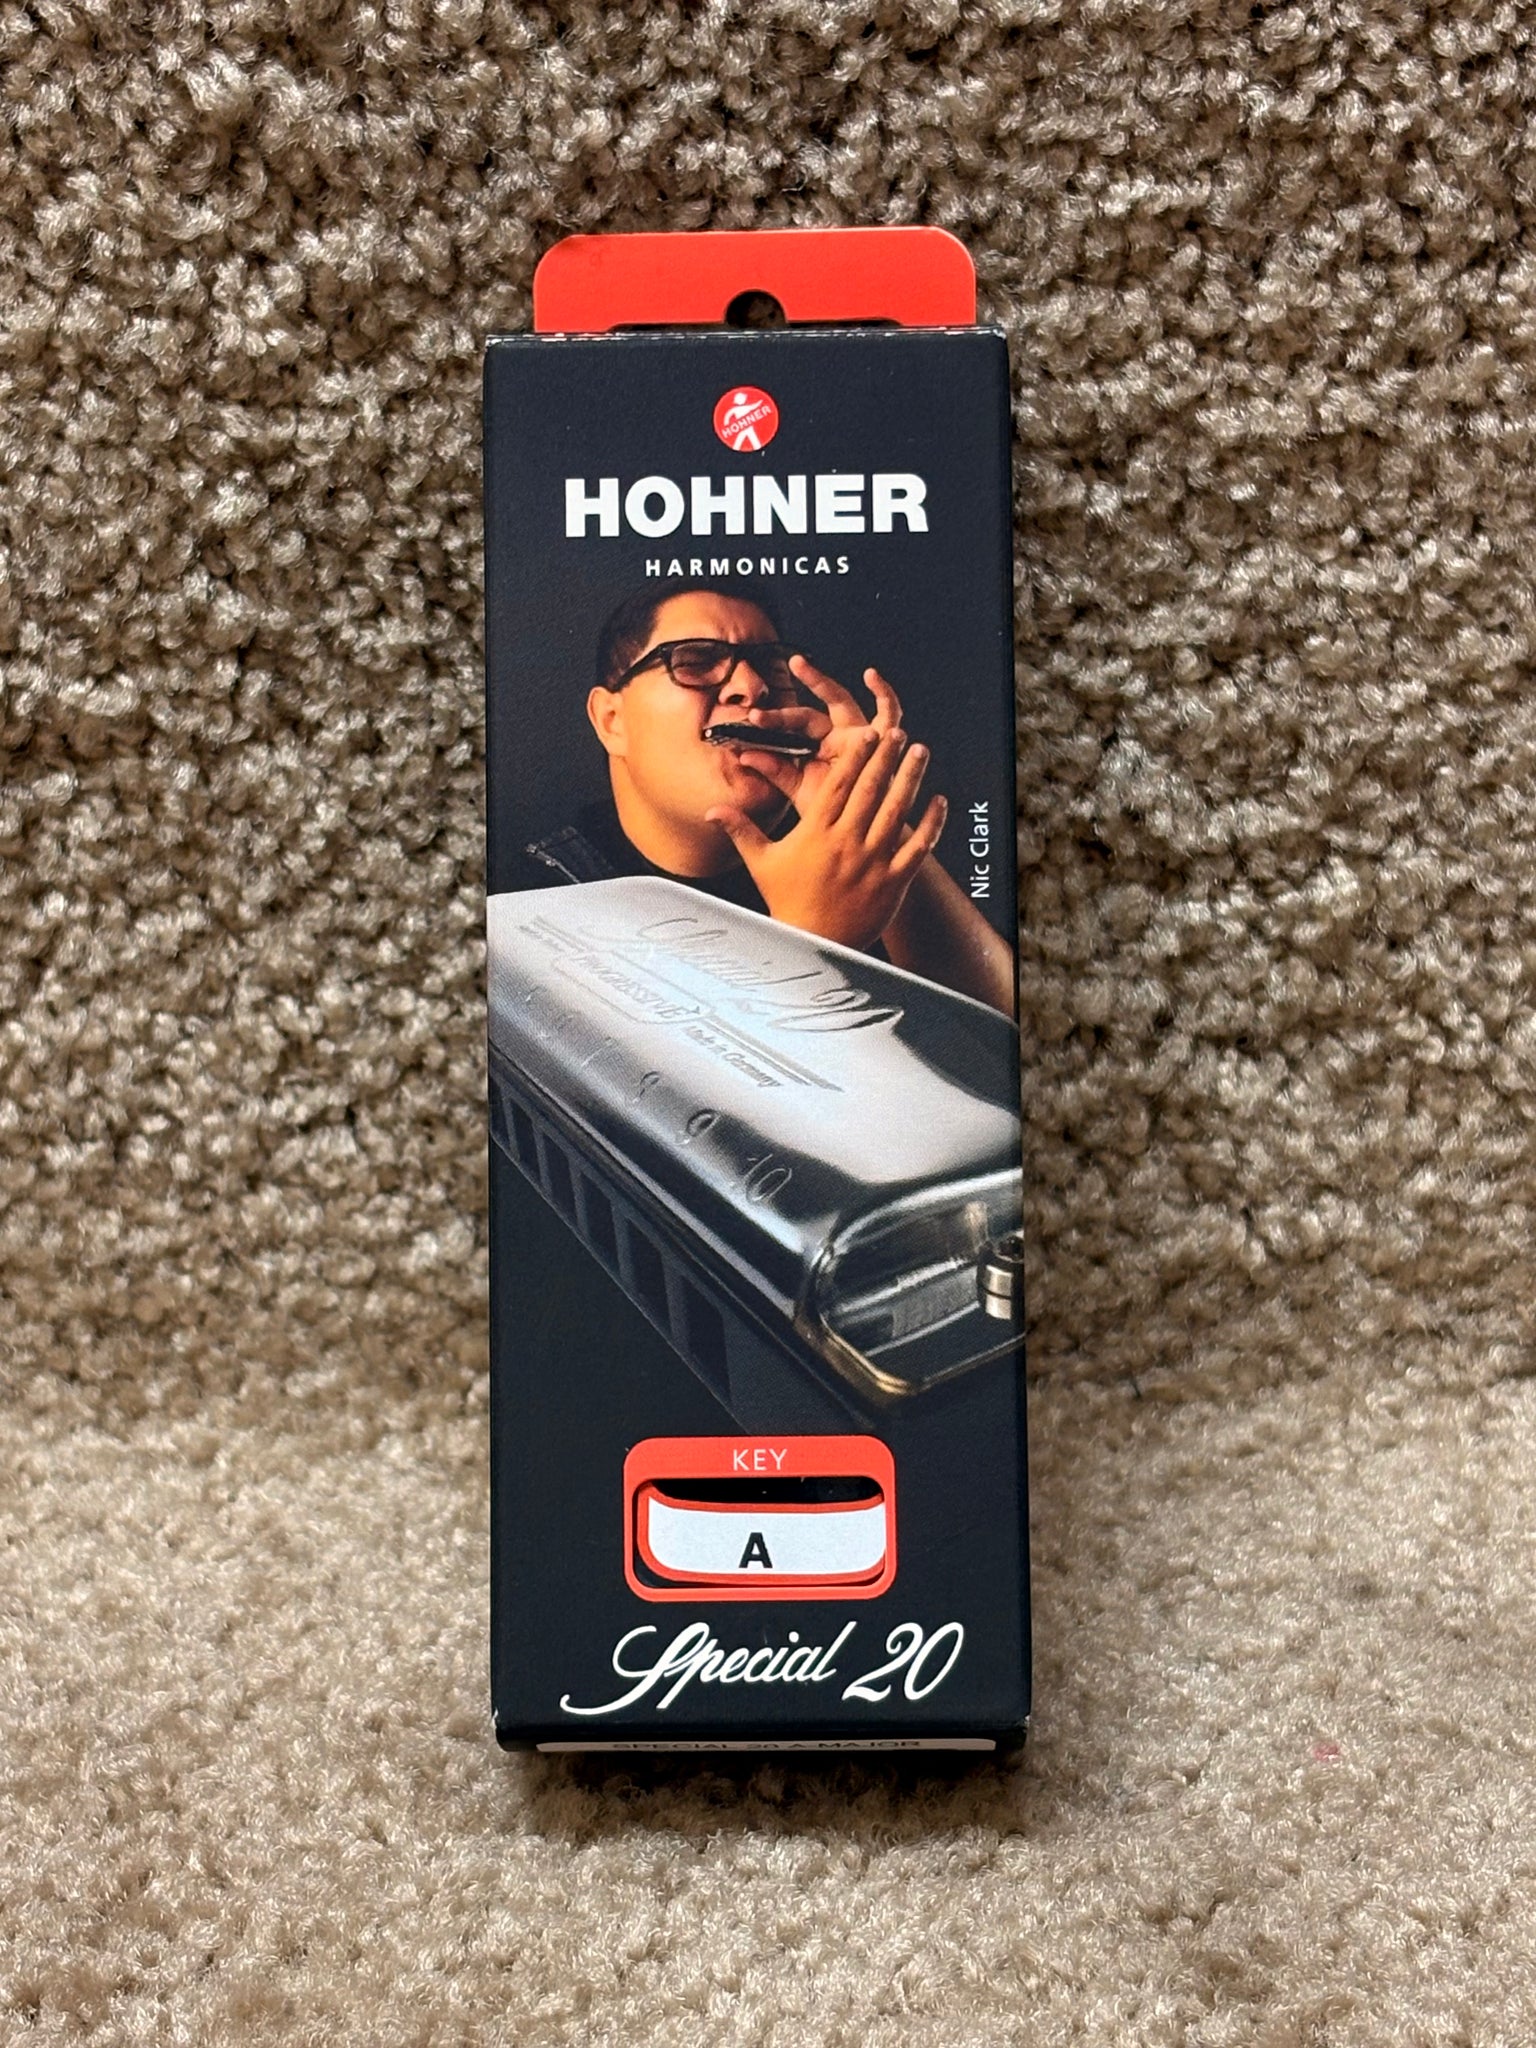 HOHNER
HOHNER
HARMONICAS
Nic Clark
Special 20
PROGRESSIVE
Made in Germany
8
9
10
KEY
A
Special 20
SPECIAL 20 A-MAJOR